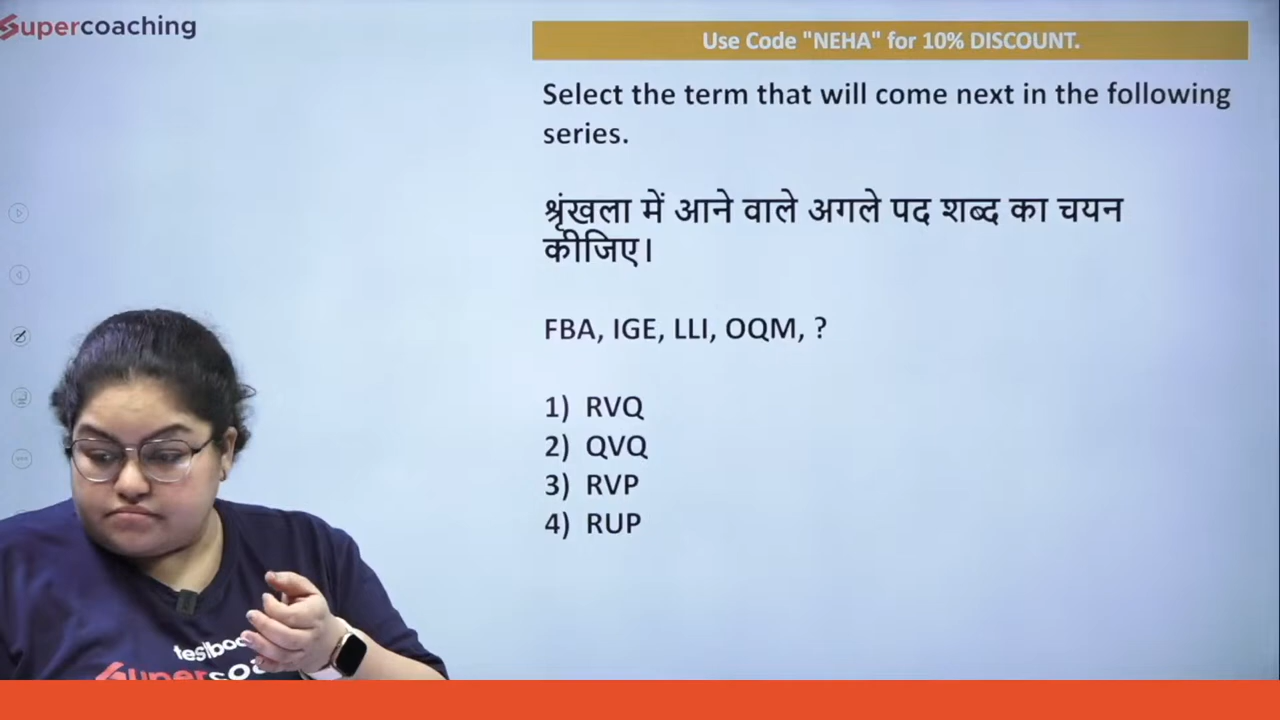 Supercoaching
Use Code "NEHA" for 10% DISCOUNT.
Select the term that will come next in the following
series.
श्रृंखला में आने वाले अगले पद शब्द का चयन
कीजिए।
FBA, IGE, LLI, OQM, ?
1) RVQ
2) QVQ
3) RVP
4) RUP